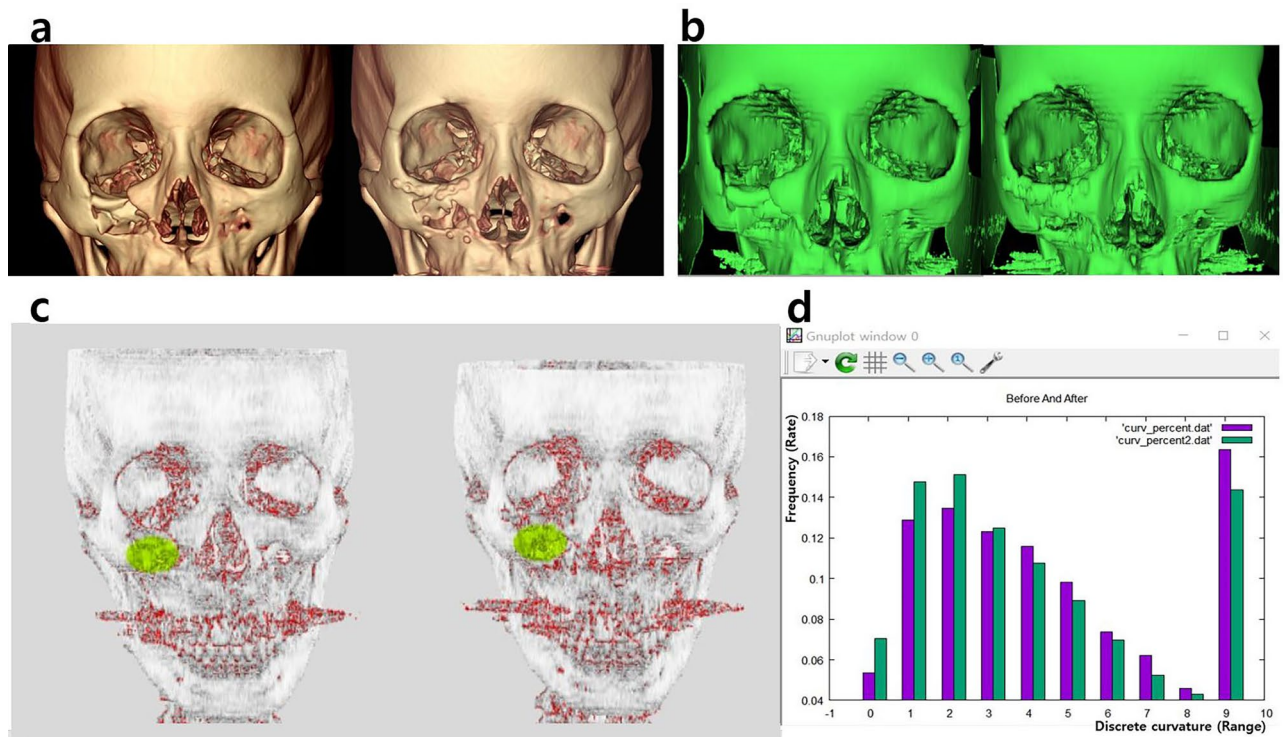 a
b
c
d
Gnuplot window 0
Before And After
'curv_percent.dat'
'curv_percent2.dat'
Frequency (Rate)
0.18
0.16
0.14
0.12
0.1
0.08
0.06
0.04
-1 0 1 2 3 4 5 6 7 8 9 10
Discrete curvature (Range)